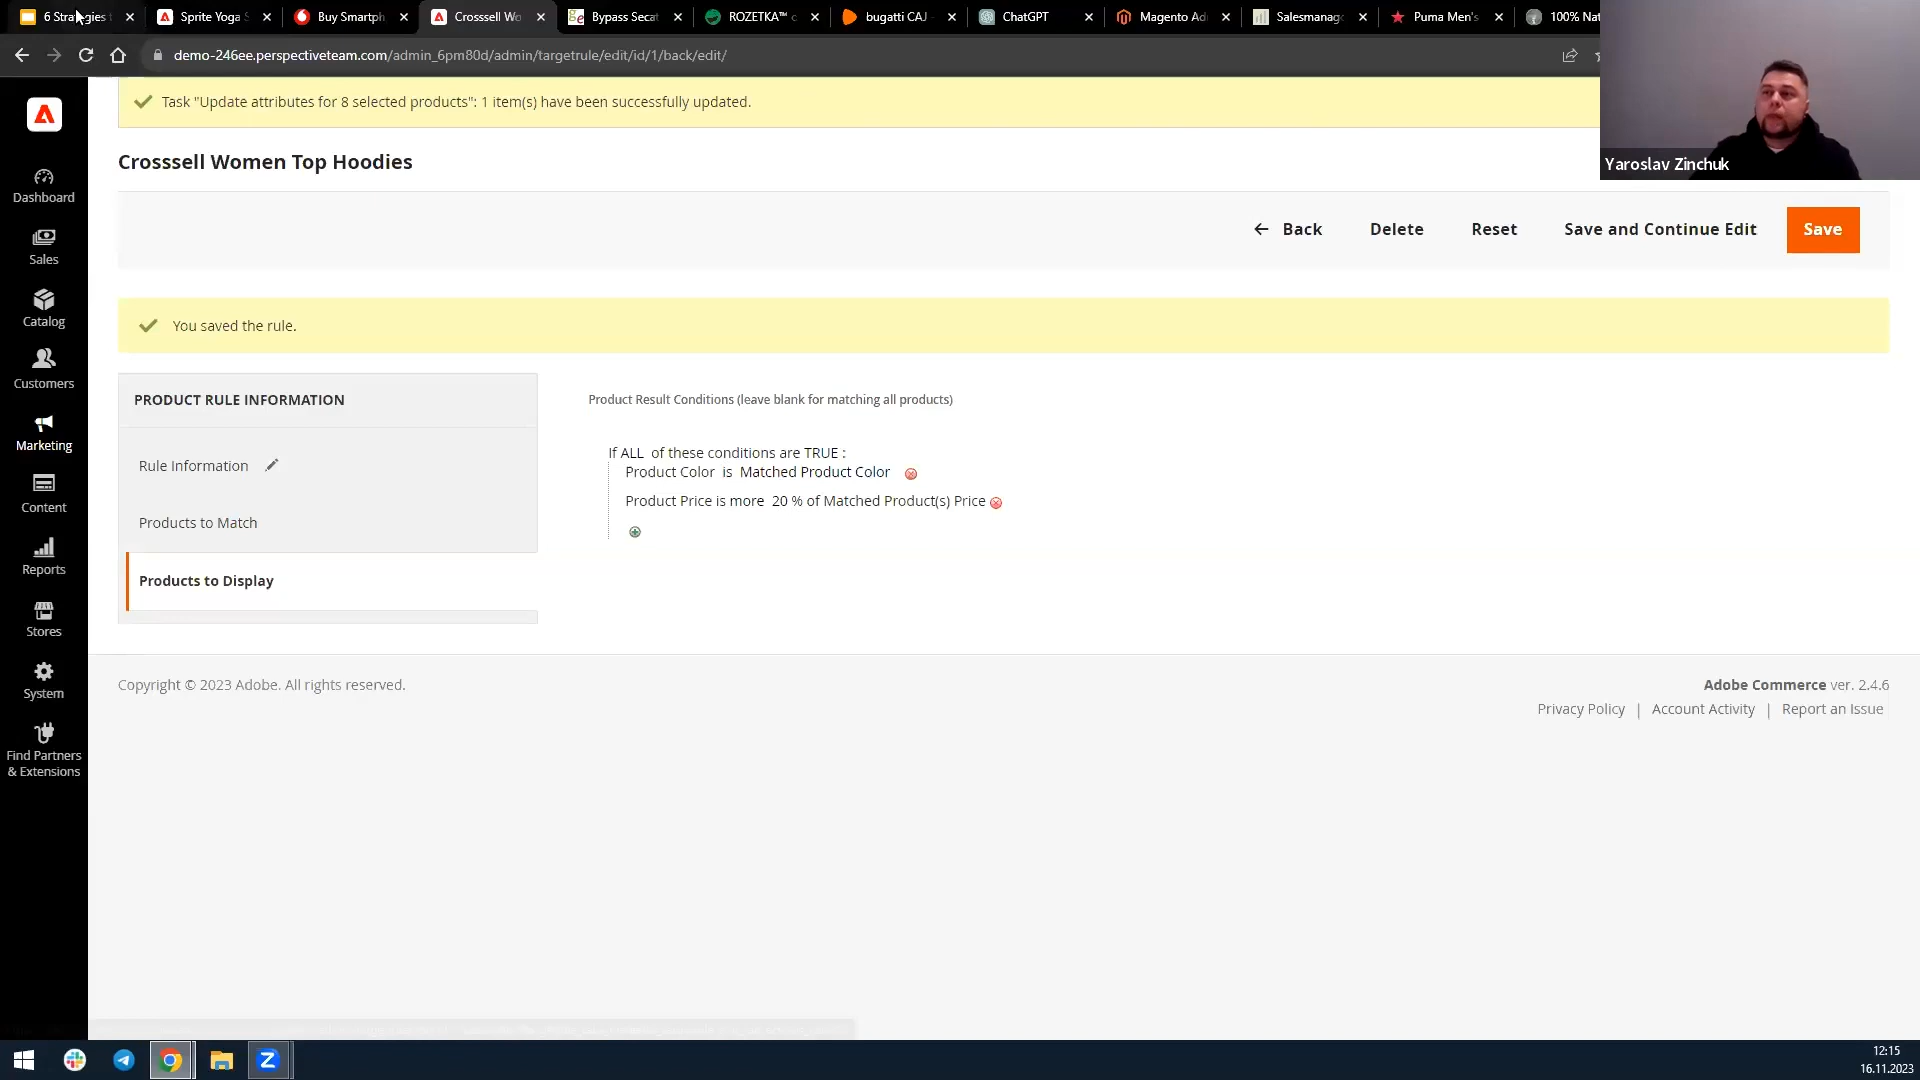 6 Strategies t
Sprite Yoga S
Buy Smartph
Crosssell Wo
Bypass Secat
ROZETKA™ c
bugatti CAJ
ChatGPT
Magento Ad
Salesmanag
Puma Men's
100% Nat
demo-246ee.perspectiveteam.com/admin_6pm80d/admin/targetrule/edit/id/1/back/edit/
Task "Update attributes for 8 selected products": 1 item(s) have been successfully updated.
Yaroslav Zinchuk
Crosssell Women Top Hoodies
Back
Delete
Reset
Save and Continue Edit
Save
You saved the rule.
Dashboard
Sales
Catalog
Customers
Marketing
Content
Reports
Stores
System
Find Partners
& Extensions
PRODUCT RULE INFORMATION
Rule Information
Products to Match
Products to Display
Product Result Conditions (leave blank for matching all products)
If ALL of these conditions are TRUE :
Product Color is Matched Product Color
Product Price is more 20 % of Matched Product(s) Price
Copyright © 2023 Adobe. All rights reserved.
Adobe Commerce ver. 2.4.6
Privacy Policy | Account Activity | Report an Issue
12:15
16.11.2023